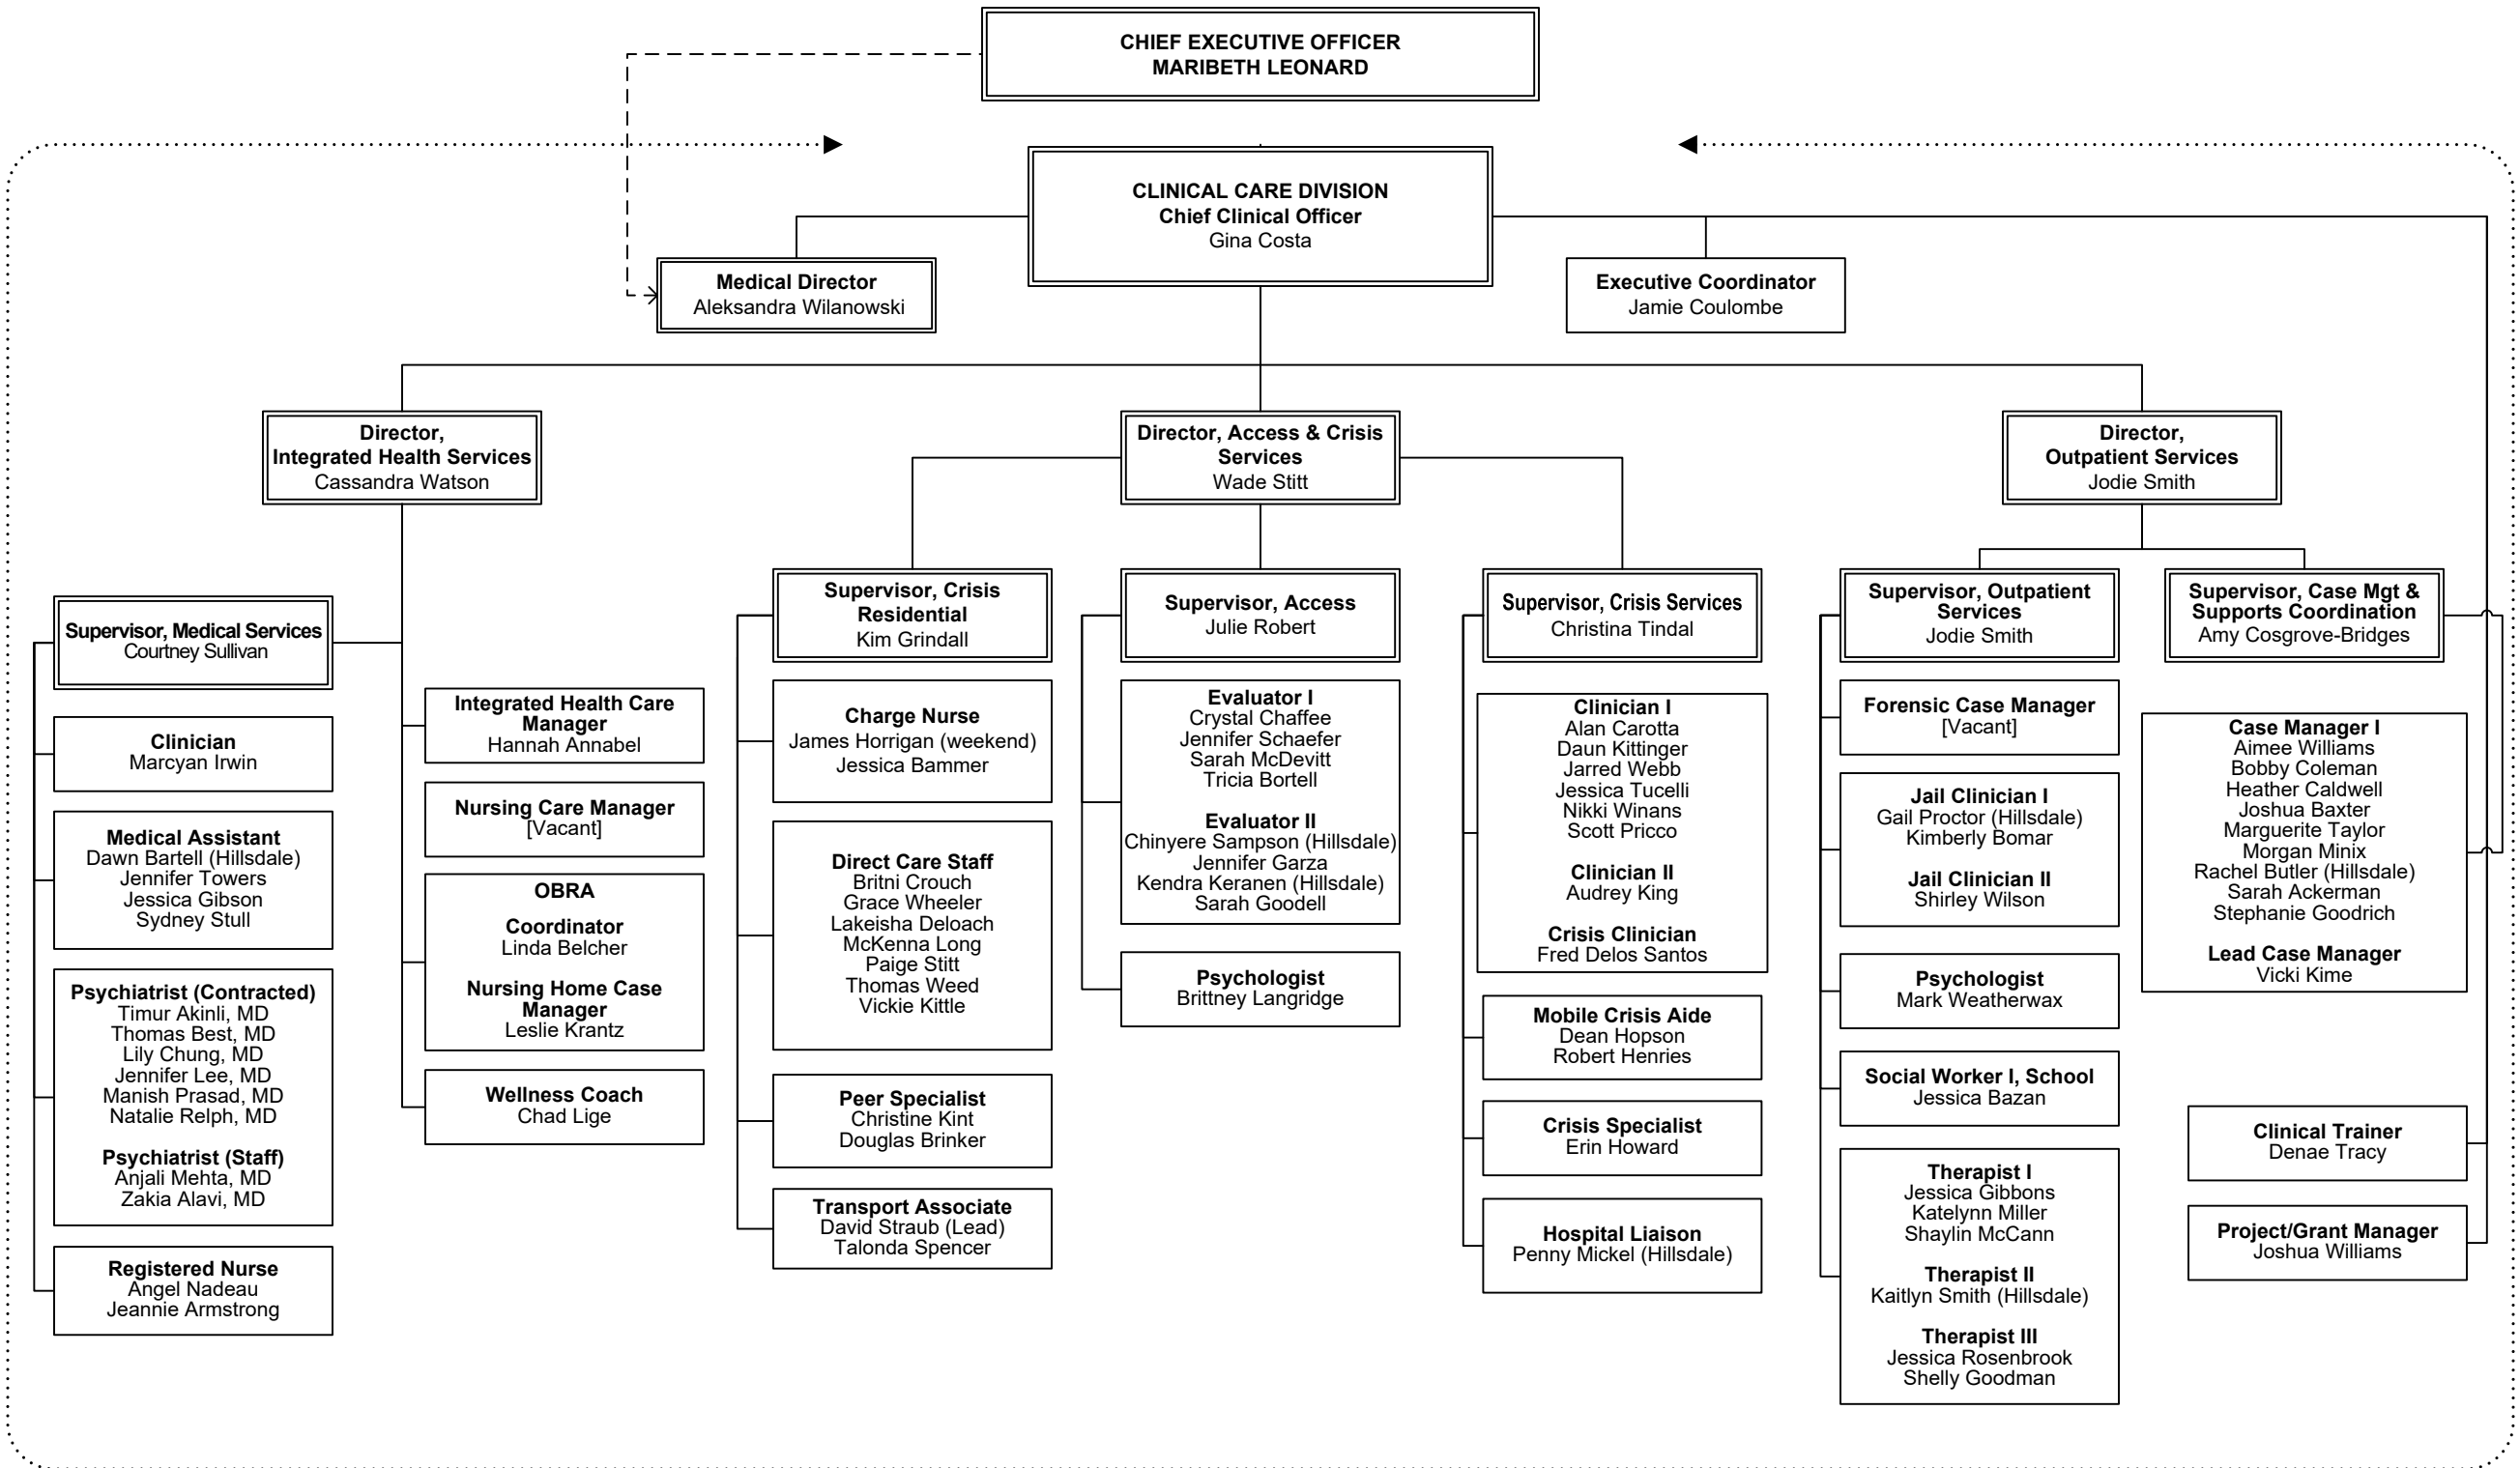 CHIEF EXECUTIVE OFFICER
MARIBETH LEONARD
CLINICAL CARE DIVISION
Chief Clinical Officer
Gina Costa
Medical Director
Aleksandra Wilanowski
Executive Coordinator
Jamie Coulombe
Director,
Integrated Health Services
Cassandra Watson
Director, Access & Crisis
Services
Wade Stitt
Director,
Outpatient Services
Jodie Smith
Supervisor, Medical Services
Courtney Sullivan
Clinician
Marcyan Irwin
Medical Assistant
Dawn Bartell (Hillsdale)
Jennifer Towers
Jessica Gibson
Sydney Stull
Psychiatrist (Contracted)
Timur Akinli, MD
Thomas Best, MD
Lily Chung, MD
Jennifer Lee, MD
Manish Prasad, MD
Natalie Relph, MD
Psychiatrist (Staff)
Anjali Mehta, MD
Zakia Alavi, MD
Registered Nurse
Angel Nadeau
Jeannie Armstrong
Integrated Health Care
Manager
Hannah Annabel
Nursing Care Manager
[Vacant]
OBRA
Coordinator
Linda Belcher
Nursing Home Case
Manager
Leslie Krantz
Wellness Coach
Chad Lige
Supervisor, Crisis
Residential
Kim Grindall
Charge Nurse
James Horrigan (weekend)
Jessica Bammer
Direct Care Staff
Britni Crouch
Grace Wheeler
Lakeisha Deloach
McKenna Long
Paige Stitt
Thomas Weed
Vickie Kittle
Peer Specialist
Christine Kint
Douglas Brinker
Transport Associate
David Straub (Lead)
Talonda Spencer
Supervisor, Access
Julie Robert
Evaluator I
Crystal Chaffee
Jennifer Schaefer
Sarah McDevitt
Tricia Bortell
Evaluator II
Chinyere Sampson (Hillsdale)
Jennifer Garza
Kendra Keranen (Hillsdale)
Sarah Goodell
Psychologist
Brittney Langridge
Supervisor, Crisis Services
Christina Tindal
Clinician I
Alan Carotta
Daun Kittinger
Jarred Webb
Jessica Tucelli
Nikki Winans
Scott Pricco
Clinician II
Audrey King
Crisis Clinician
Fred Delos Santos
Mobile Crisis Aide
Dean Hopson
Robert Henries
Crisis Specialist
Erin Howard
Hospital Liaison
Penny Mickel (Hillsdale)
Supervisor, Outpatient
Services
Jodie Smith
Forensic Case Manager
[Vacant]
Jail Clinician I
Gail Proctor (Hillsdale)
Kimberly Bomar
Jail Clinician II
Shirley Wilson
Psychologist
Mark Weatherwax
Social Worker I, School
Jessica Bazan
Therapist I
Jessica Gibbons
Katelynn Miller
Shaylin McCann
Therapist II
Kaitlyn Smith (Hillsdale)
Therapist III
Jessica Rosenbrook
Shelly Goodman
Supervisor, Case Mgt &
Supports Coordination
Amy Cosgrove-Bridges
Case Manager I
Aimee Williams
Bobby Coleman
Heather Caldwell
Joshua Baxter
Marguerite Taylor
Morgan Minix
Rachel Butler (Hillsdale)
Sarah Ackerman
Stephanie Goodrich
Lead Case Manager
Vicki Kime
Clinical Trainer
Denae Tracy
Project/Grant Manager
Joshua Williams